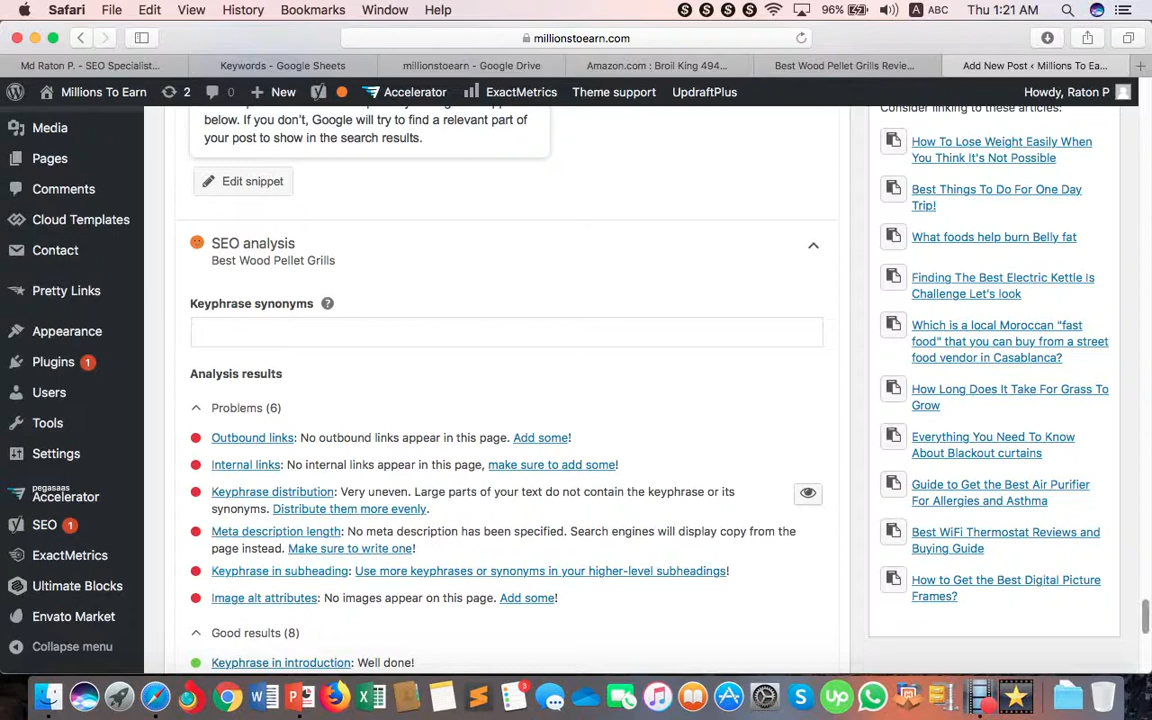 Safari File Edit View History Bookmarks Window Help 96% ABC Thu 1:21 AM
millionstoearn.com
Md Raton P. - SEO Specialist... Keywords - Google Sheets millionstoearn - Google Drive Amazon.com : Broil King 494... Best Wood Pellet Grills Revie... Add New Post ‹ Millions To Ea...
Millions To Earn 2 0 New Accelerator ExactMetrics Theme support UpdraftPlus Howdy, Raton P
Media
Pages
Comments
Cloud Templates
Contact
Pretty Links
Appearance
Plugins 1
Users
Tools
Settings
pegasaas
Accelerator
SEO 1
ExactMetrics
Ultimate Blocks
Envato Market
Collapse menu
below. If you don't, Google will try to find a relevant part of
your post to show in the search results.
Edit snippet
SEO analysis
Best Wood Pellet Grills
Keyphrase synonyms ?
Analysis results
Problems (6)
Outbound links: No outbound links appear in this page. Add some!
Internal links: No internal links appear in this page, make sure to add some!
Keyphrase distribution: Very uneven. Large parts of your text do not contain the keyphrase or its
synonyms. Distribute them more evenly.
Meta description length: No meta description has been specified. Search engines will display copy from the
page instead. Make sure to write one!
Keyphrase in subheading: Use more keyphrases or synonyms in your higher-level subheadings!
Image alt attributes: No images appear on this page. Add some!
Good results (8)
Keyphrase in introduction: Well done!
Consider linking to these articles:
How To Lose Weight Easily When
You Think It's Not Possible
Best Things To Do For One Day
Trip!
What foods help burn Belly fat
Finding The Best Electric Kettle Is
Challenge Let's look
Which is a local Moroccan "fast
food" that you can buy from a street
food vendor in Casablanca?
How Long Does It Take For Grass To
Grow
Everything You Need To Know
About Blackout curtains
Guide to Get the Best Air Purifier
For Allergies and Asthma
Best WiFi Thermostat Reviews and
Buying Guide
How to Get the Best Digital Picture
Frames?